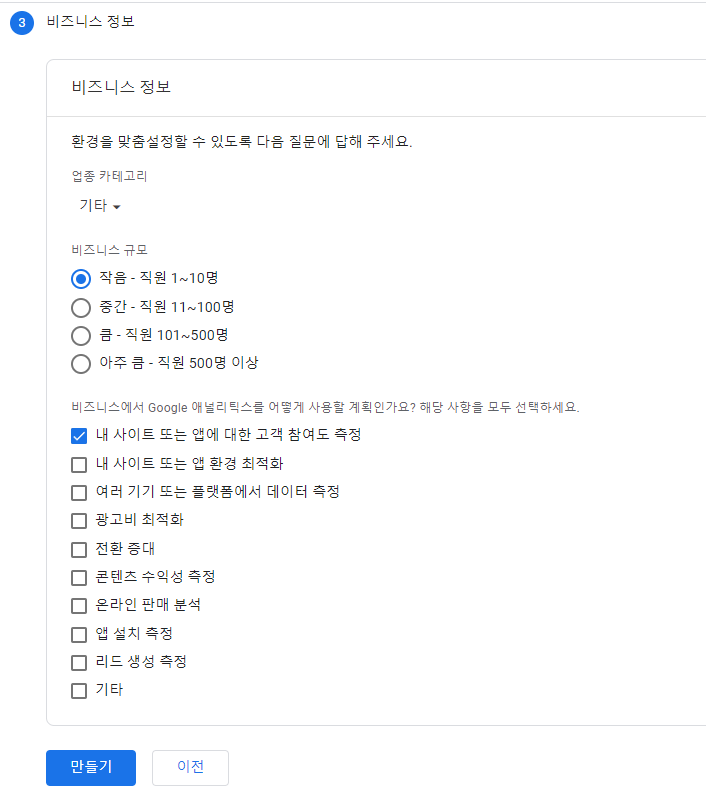 3 비즈니스 정보
비즈니스 정보
환경을 맞춤설정할 수 있도록 다음 질문에 답해 주세요.
업종 카테고리
기타
비즈니스 규모
작음 - 직원 1~10명
중간 - 직원 11~100명
큼 - 직원 101~500명
아주 큼 - 직원 500명 이상
비즈니스에서 Google 애널리틱스를 어떻게 사용할 계획인가요? 해당 사항을 모두 선택하세요.
내 사이트 또는 앱에 대한 고객 참여도 측정
내 사이트 또는 앱 환경 최적화
여러 기기 또는 플랫폼에서 데이터 측정
광고비 최적화
전환 증대
콘텐츠 수익성 측정
온라인 판매 분석
앱 설치 측정
리드 생성 측정
기타
만들기 이전